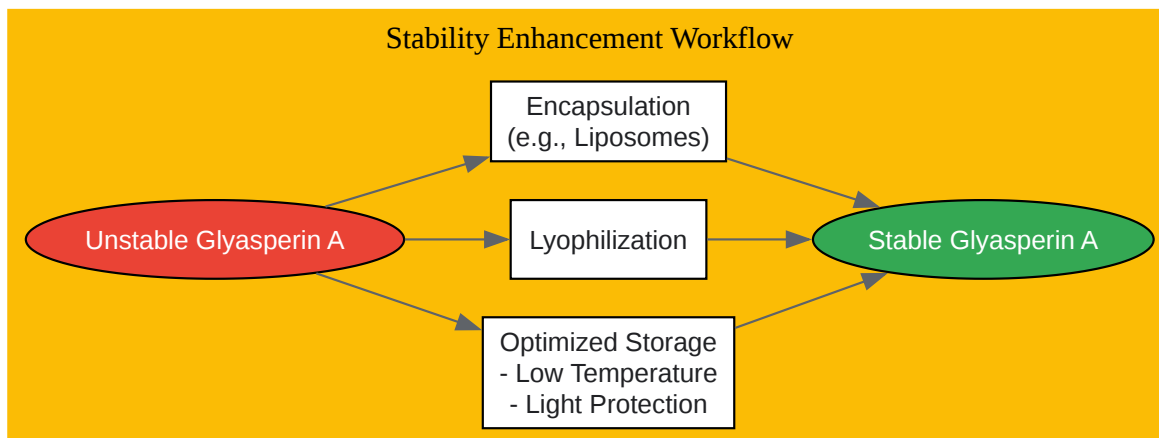 Stability Enhancement Workflow
Encapsulation
(e.g., Liposomes)
Unstable Glyasperin A
Lyophilization
Stable Glyasperin A
Optimized Storage
- Low Temperature
- Light Protection